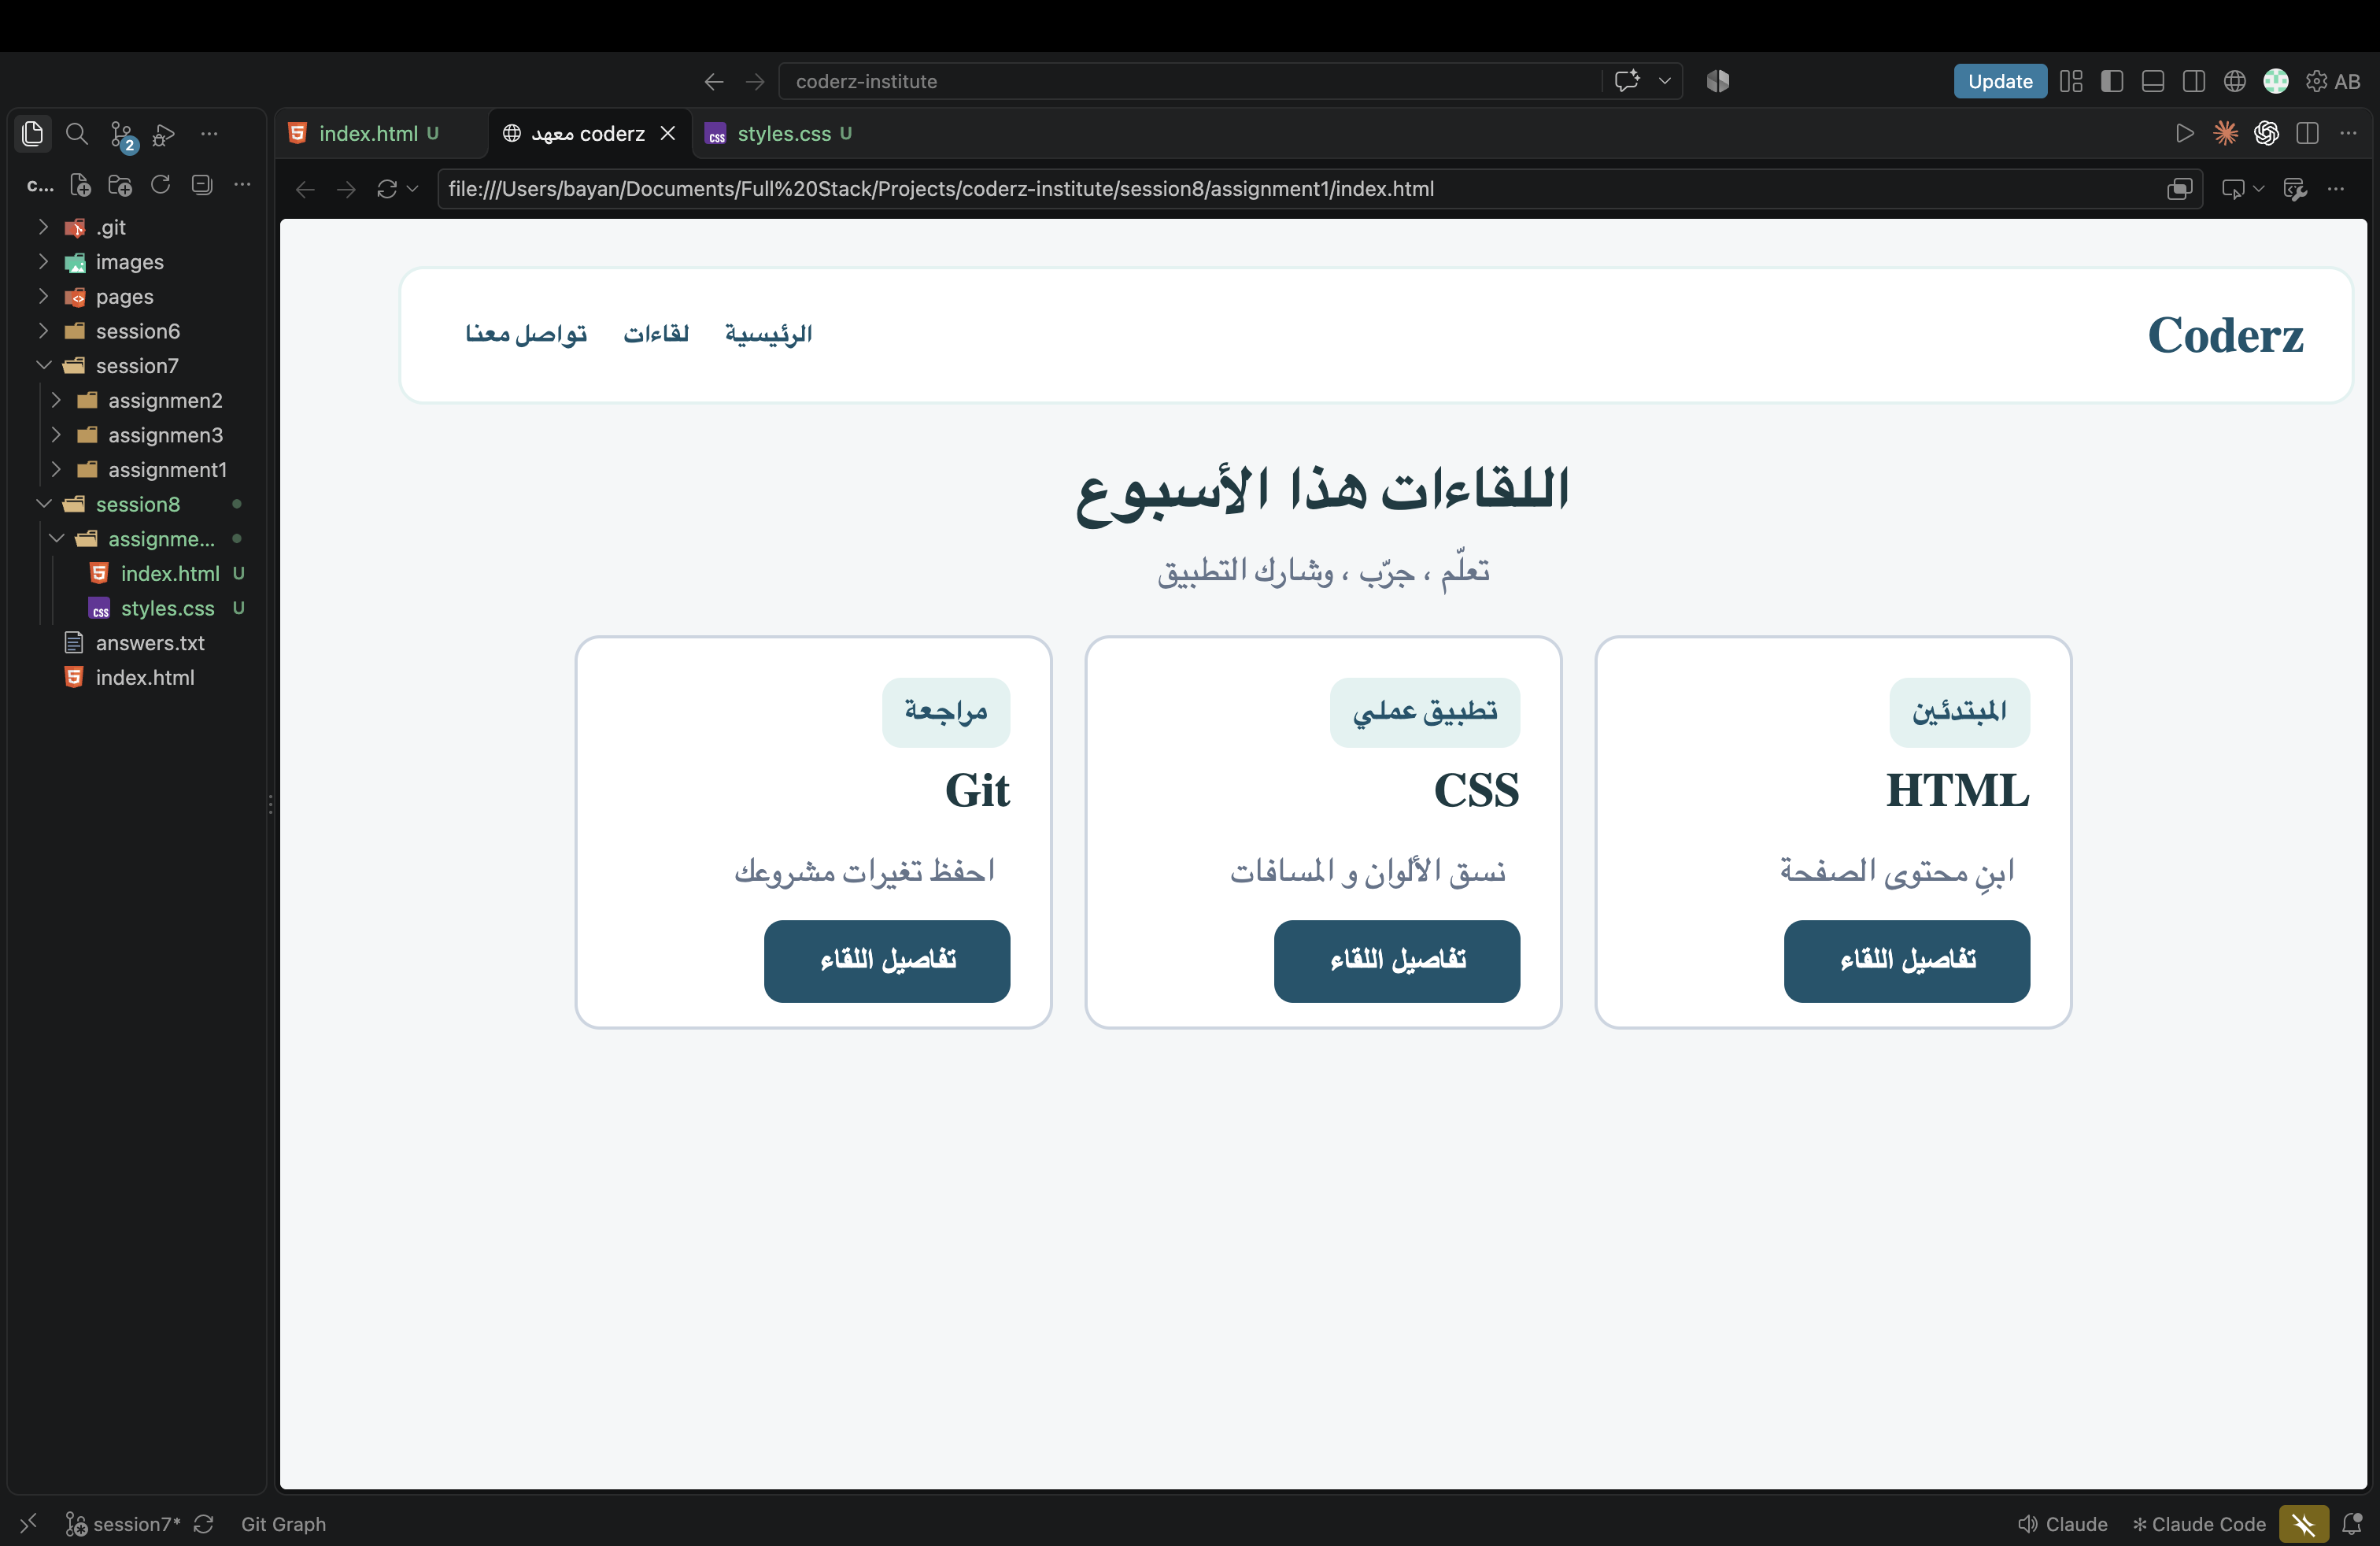 coderz-institute
Update
AB
2
index.html U
معهد coderz
styles.css U
c...
file:///Users/bayan/Documents/Full%20Stack/Projects/coderz-institute/session8/assignment1/index.html
.git
images
pages
session6
session7
assignmen2
assignmen3
assignment1
session8
assignme...
index.html U
styles.css U
answers.txt
index.html
Coderz
الرئيسية لقاءات تواصل معنا
اللقاءات هذا الأسبوع
تعلّم ، جرّب ، وشارك التطبيق
المبتدئين
HTML
ابنِ محتوى الصفحة
تفاصيل اللقاء
تطبيق عملي
CSS
نسق الألوان و المسافات
تفاصيل اللقاء
مراجعة
Git
احفظ تغيرات مشروعك
تفاصيل اللقاء
session7* Git Graph
Claude Claude Code